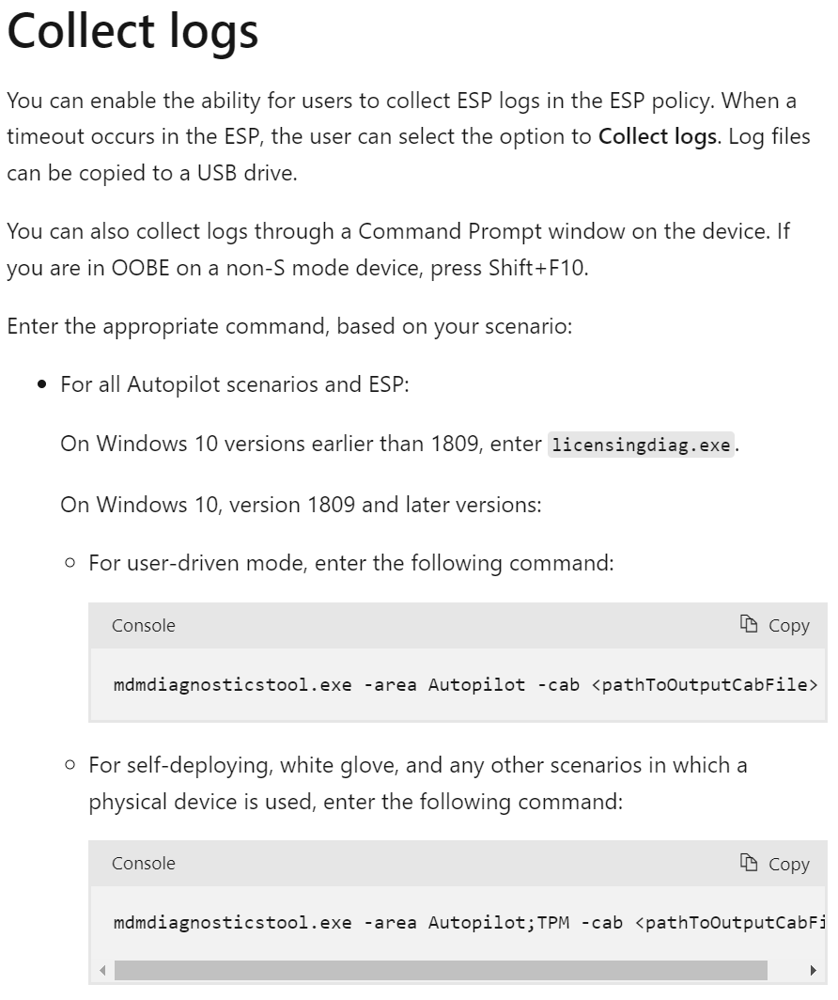 Collect logs
You can enable the ability for users to collect ESP logs in the ESP policy. When a
timeout occurs in the ESP, the user can select the option to Collect logs. Log files
can be copied to a USB drive.
You can also collect logs through a Command Prompt window on the device. If
you are in OOBE on a non-S mode device, press Shift+F10.
Enter the appropriate command, based on your scenario:
• For all Autopilot scenarios and ESP:
On Windows 10 versions earlier than 1809, enter licensingdiag.exe.
On Windows 10, version 1809 and later versions:
○ For user-driven mode, enter the following command:
Console Copy
mdmdiagnosticstool.exe -area Autopilot -cab <pathToOutputCabFile>
○ For self-deploying, white glove, and any other scenarios in which a
physical device is used, enter the following command:
Console Copy
mdmdiagnosticstool.exe -area Autopilot;TPM -cab <pathToOutputCabFi